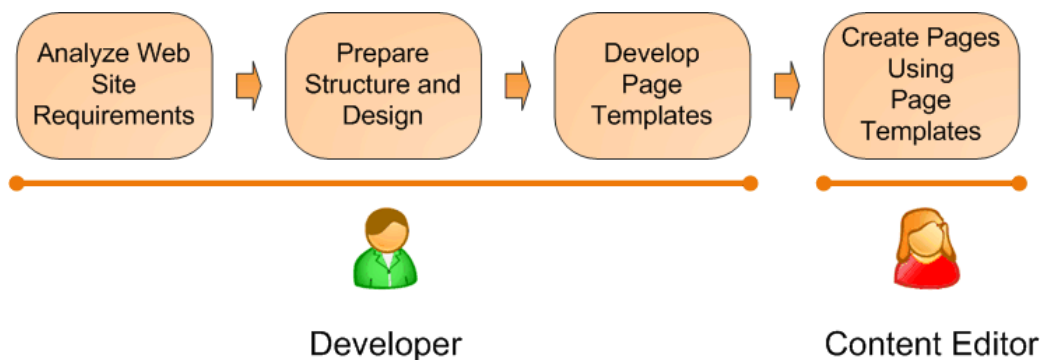 Analyze Web
Site
Requirements
Prepare
Structure and
Design
Develop
Page
Templates
Create Pages
Using
Page
Templates
Developer
Content Editor